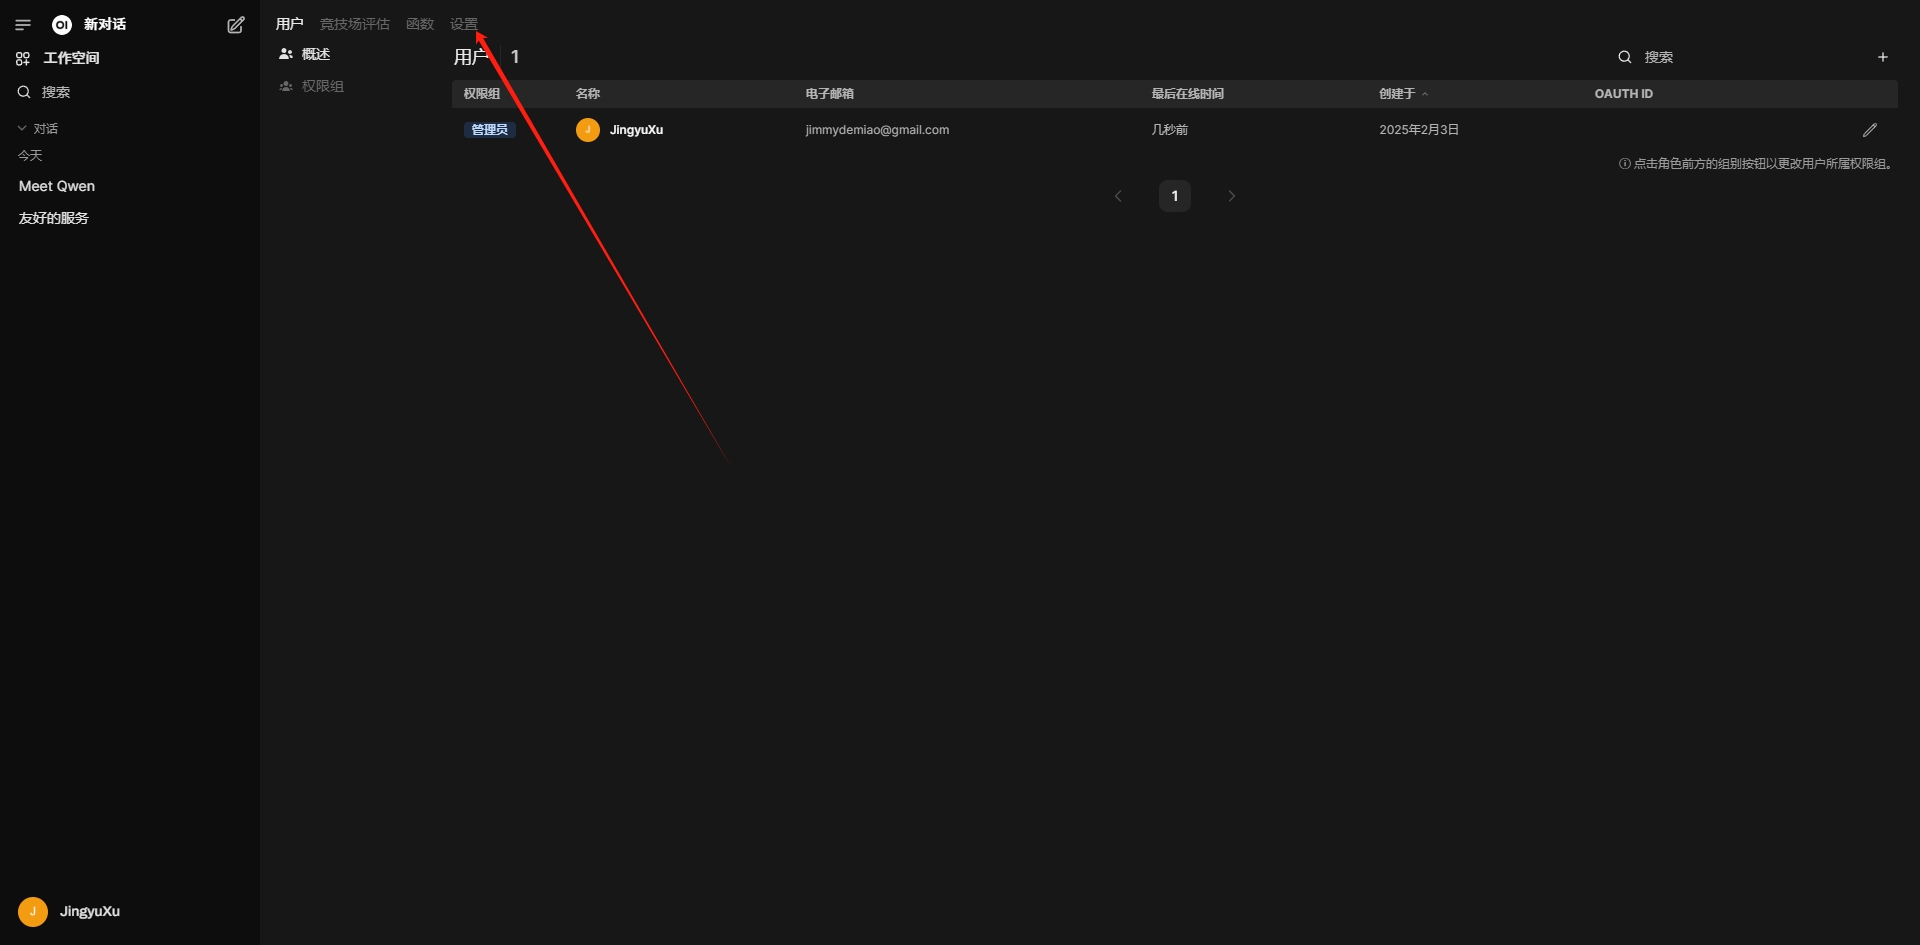 OI 新对话
工作空间
搜索
对话
今天
Meet Qwen
友好的服务
J JingyuXu
用户 竞技场评估 函数 设置
概述
权限组
用户 1
搜索
权限组 名称 电子邮箱 最后在线时间 创建于 OAUTH ID
管理员 J JingyuXu jimmydemiao@gmail.com 几秒前 2025年2月3日
点击角色前方的组别按钮以更改用户所属权限组。
1